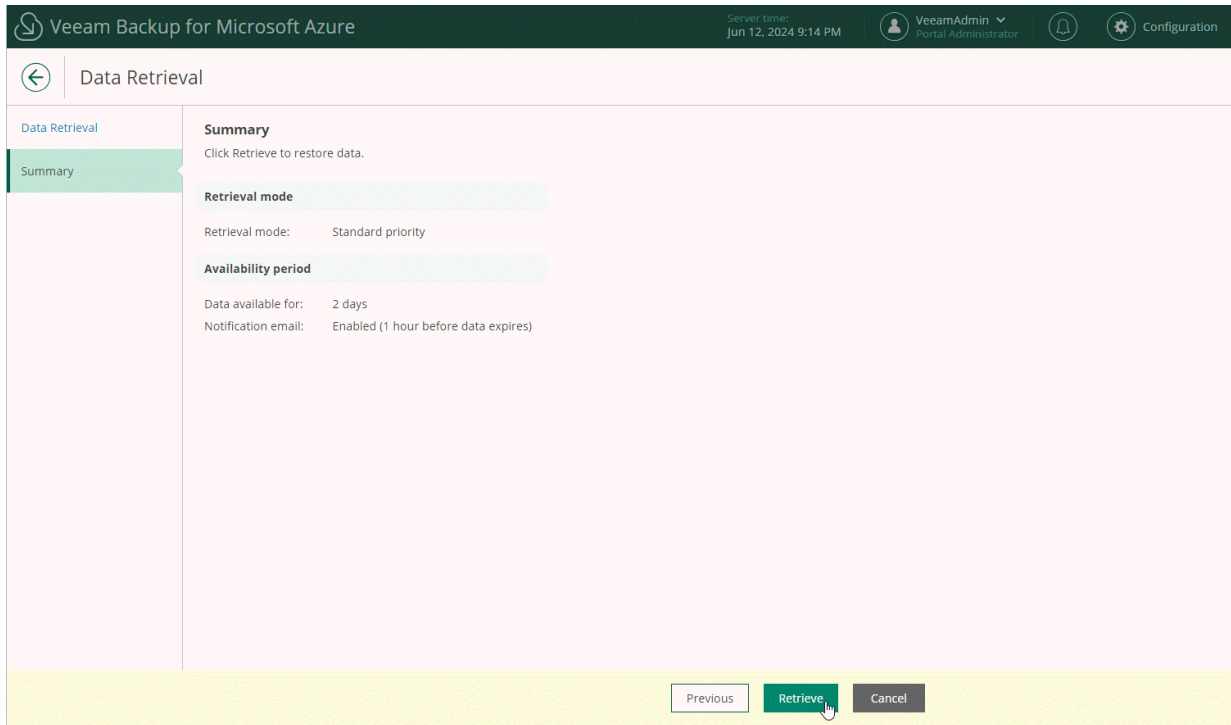 Veeam Backup for Microsoft Azure
Server time:
Jun 12, 2024 9:14 PM
VeeamAdmin
Portal Administrator
Configuration
Data Retrieval
Data Retrieval
Summary
Summary
Click Retrieve to restore data.
Retrieval mode
Retrieval mode: Standard priority
Availability period
Data available for: 2 days
Notification email: Enabled (1 hour before data expires)
Previous Retrieve Cancel